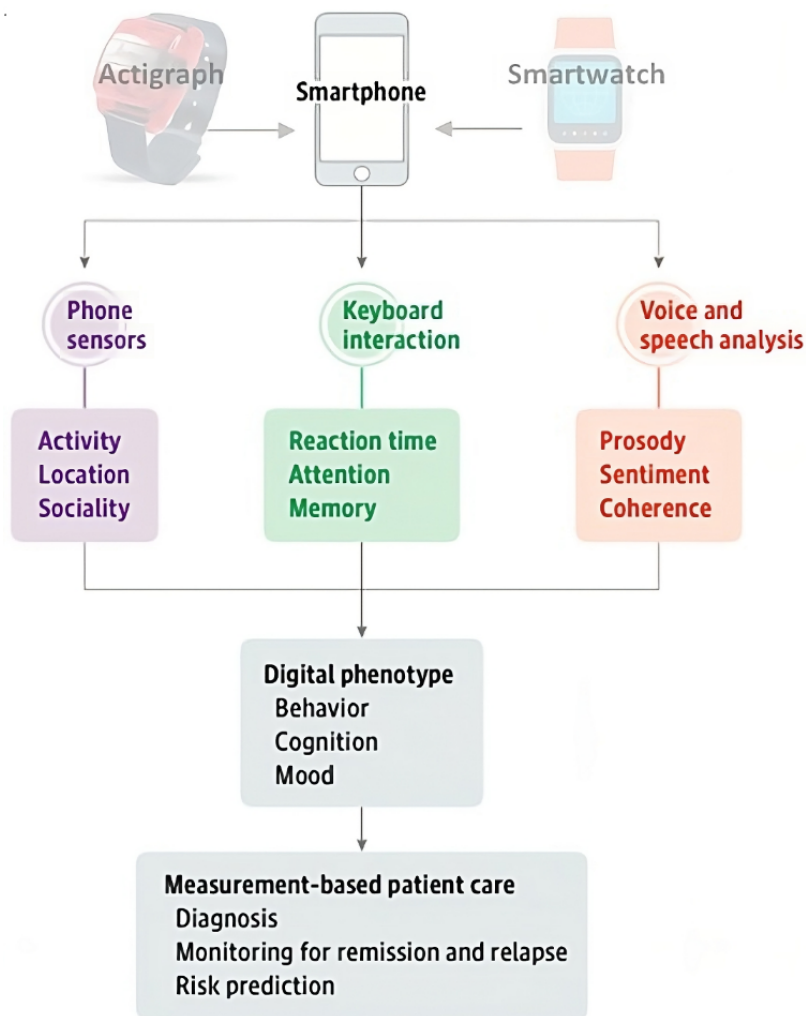 Actigraph
Smartphone
Smartwatch
Phone
sensors
Keyboard
interaction
Voice and
speech analysis
Activity
Location
Sociality
Reaction time
Attention
Memory
Prosody
Sentiment
Coherence
Digital phenotype
Behavior
Cognition
Mood
Measurement-based patient care
Diagnosis
Monitoring for remission and relapse
Risk prediction